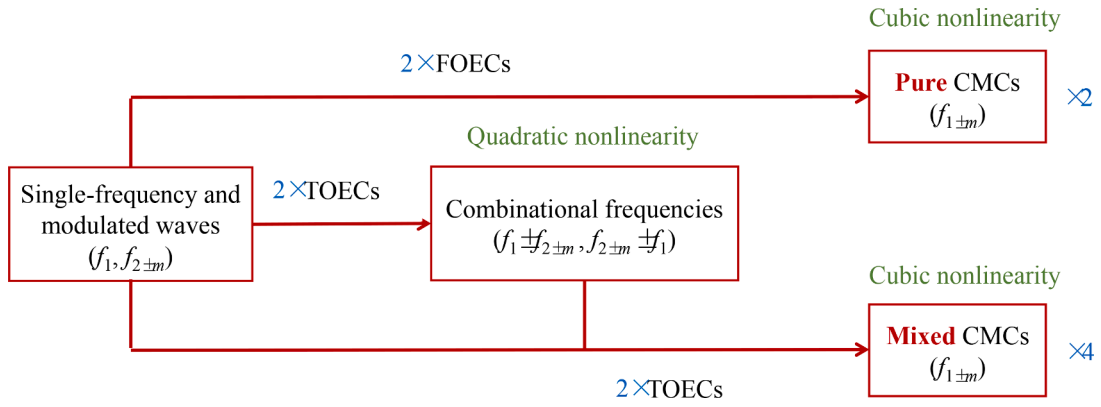 Cubic nonlinearity
2×FOECs
Pure CMCs
(f1±m)
×2
Quadratic nonlinearity
Single-frequency and
modulated waves
(f1, f2±m)
2×TOECs
Combinational frequencies
(f1±f2±m, f2±m±f1)
Cubic nonlinearity
Mixed CMCs
(f1±m)
×4
2×TOECs